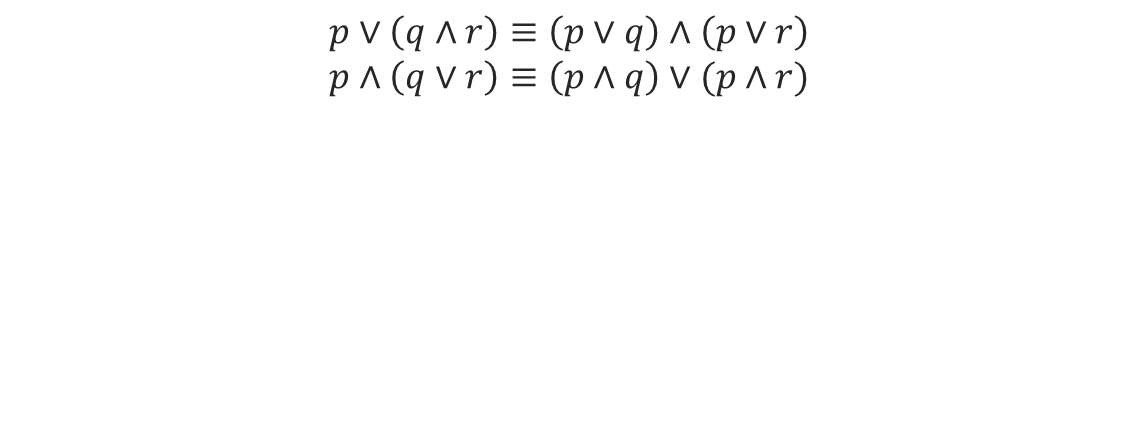 p ∨ (q ∧ r) ≡ (p ∨ q) ∧ (p ∨ r)
p ∧ (q ∨ r) ≡ (p ∧ q) ∨ (p ∧ r)